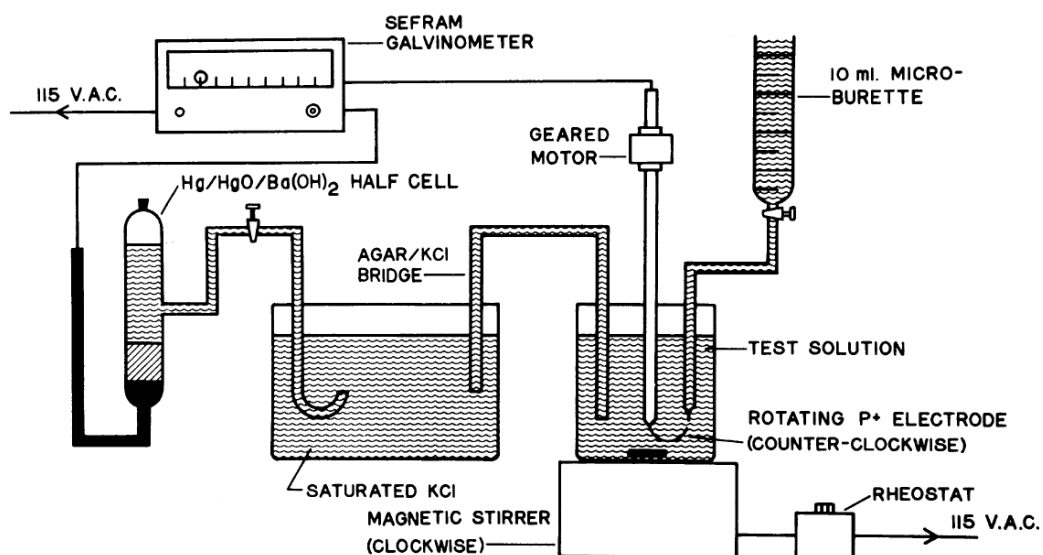 SEFRAM
GALVINOMETER
115 V.A.C.
10 ml. MICRO-
BURETTE
GEARED
MOTOR
Hg/HgO/Ba(OH)2 HALF CELL
AGAR/KCl
BRIDGE
TEST SOLUTION
ROTATING P+ ELECTRODE
(COUNTER-CLOCKWISE)
SATURATED KCl
MAGNETIC STIRRER
(CLOCKWISE)
RHEOSTAT
115 V.A.C.